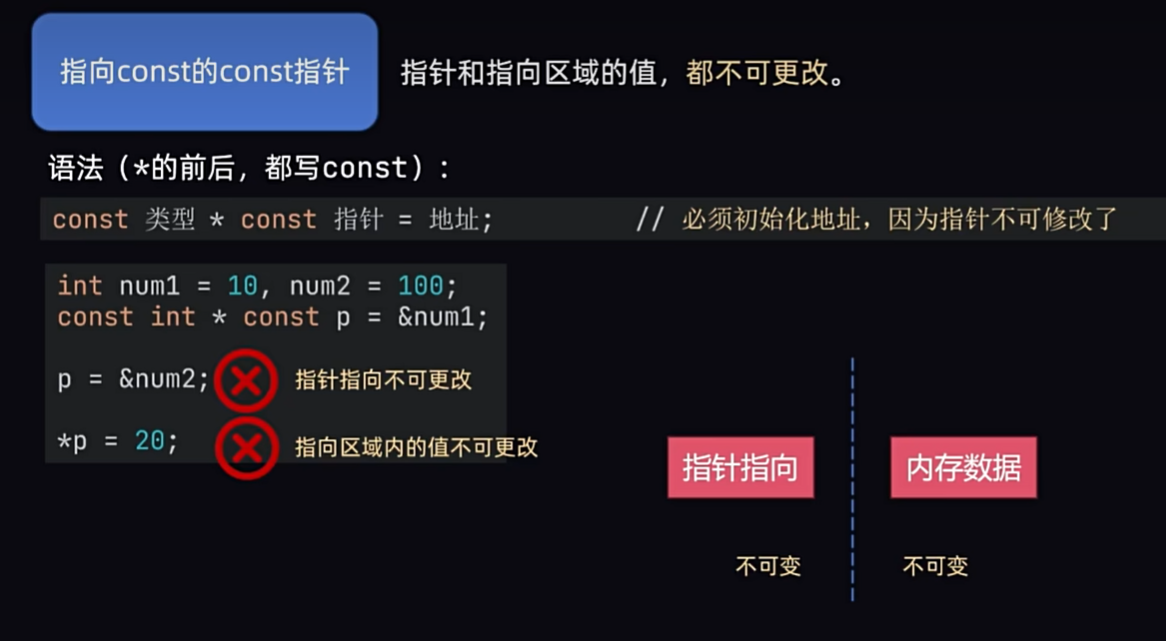 指向const的const指针
指针和指向区域的值，都不可更改。
语法（*的前后，都写const）：
const 类型 * const 指针 = 地址; // 必须初始化地址，因为指针不可修改了
int num1 = 10, num2 = 100;
const int * const p = &num1;
p = &num2; 指针指向不可更改
*p = 20; 指向区域内的值不可更改
指针指向 内存数据
不可变 不可变